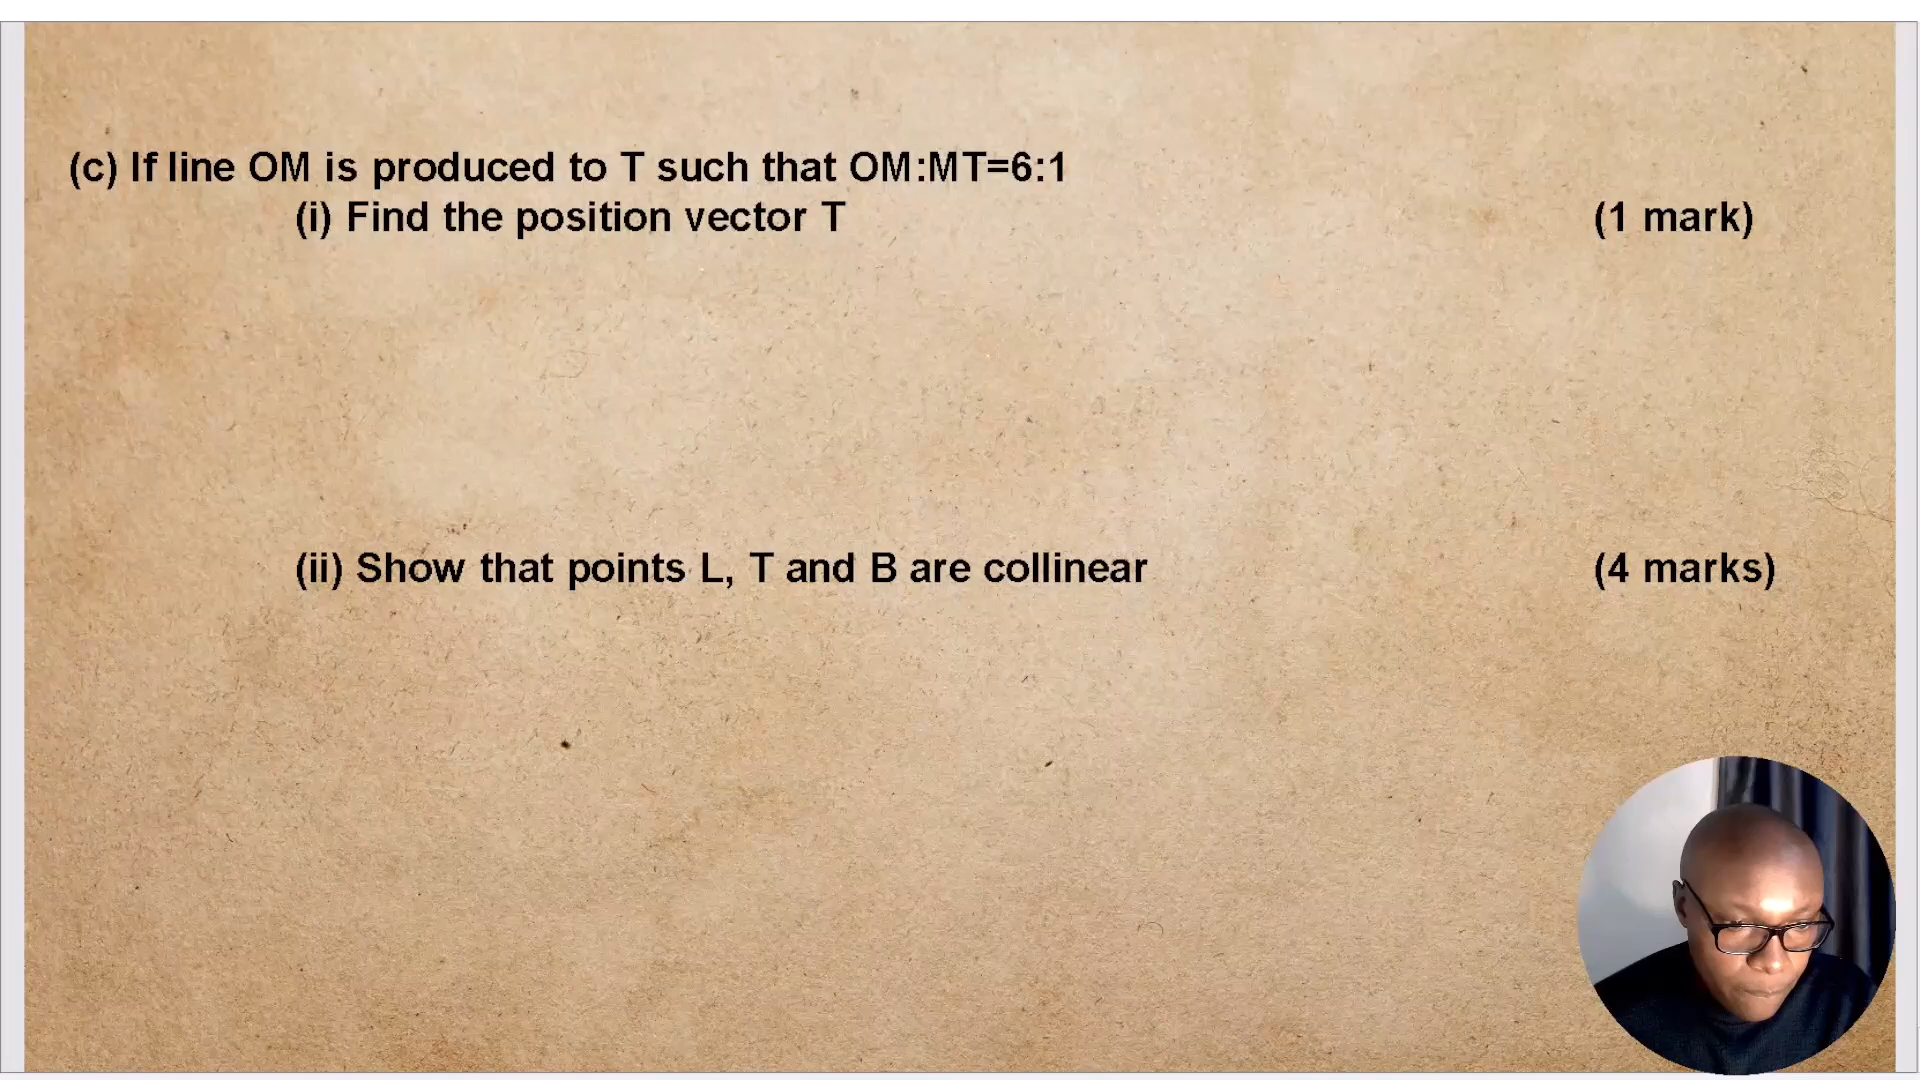 (c) If line OM is produced to T such that OM:MT=6:1
(i) Find the position vector T (1 mark)
(ii) Show that points L, T and B are collinear (4 marks)